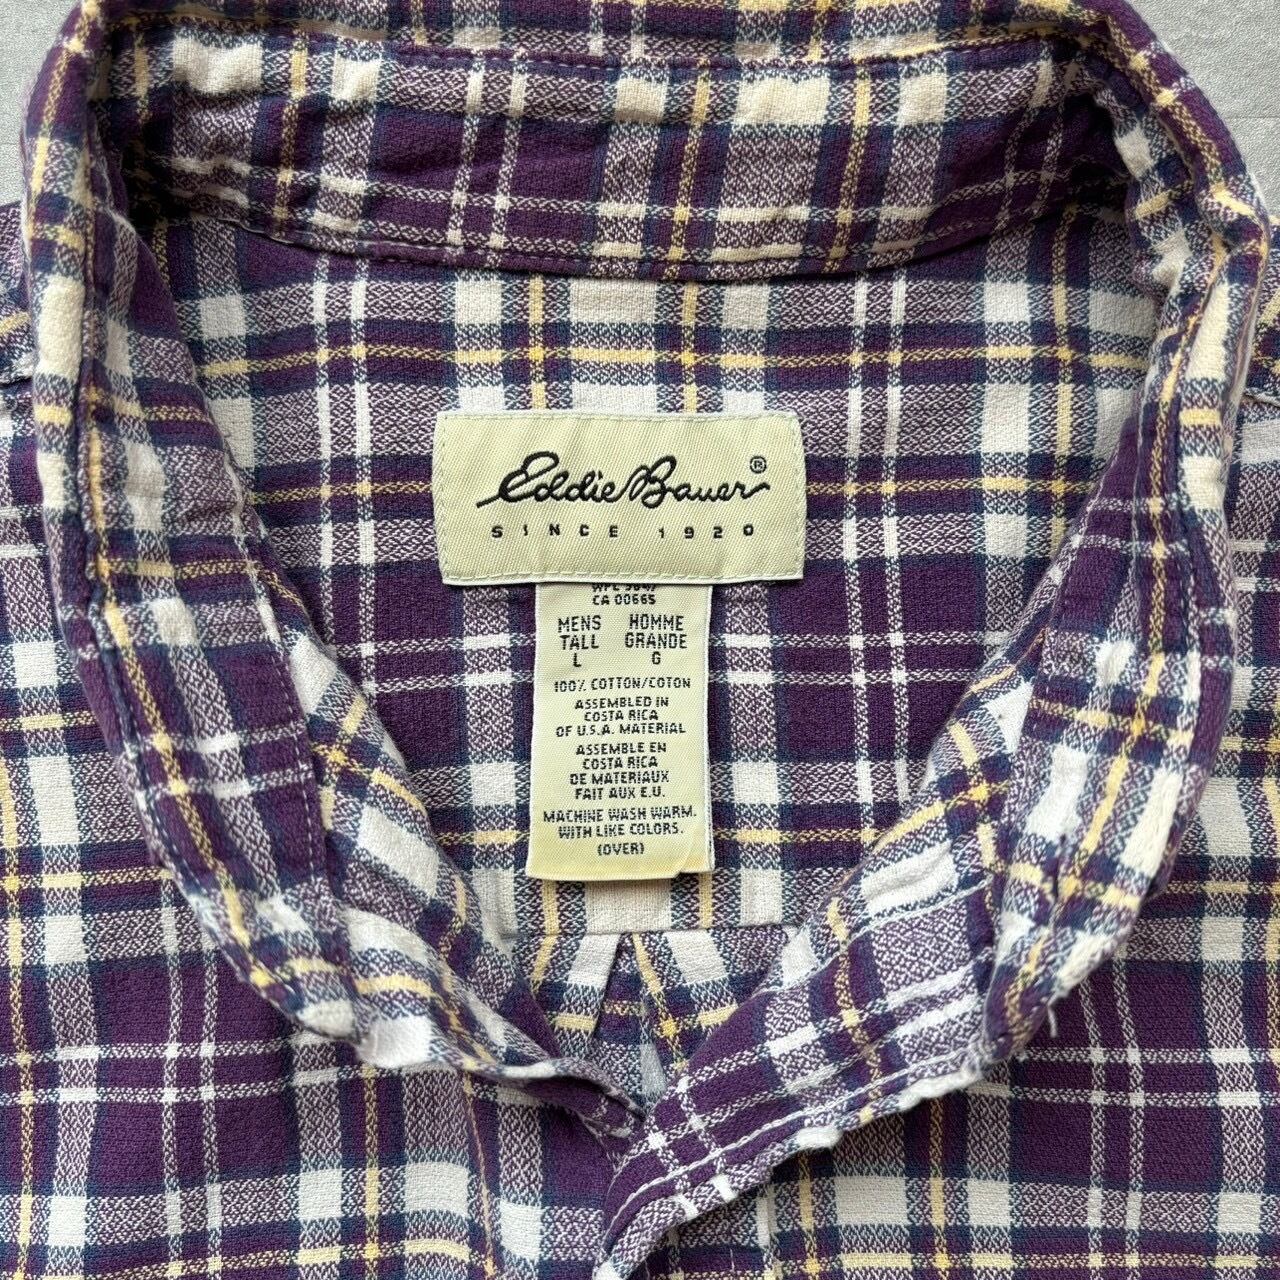 Eddie Bauer®
SINCE 1920
CA 00665
MENS HOMME
TALL GRANDE
L G
100% COTTON/COTON
ASSEMBLED IN
COSTA RICA
OF U.S.A. MATERIAL
ASSEMBLE EN
COSTA RICA
DE MATERIAUX
FAIT AUX E.U.
MACHINE WASH WARM.
WITH LIKE COLORS.
(OVER)